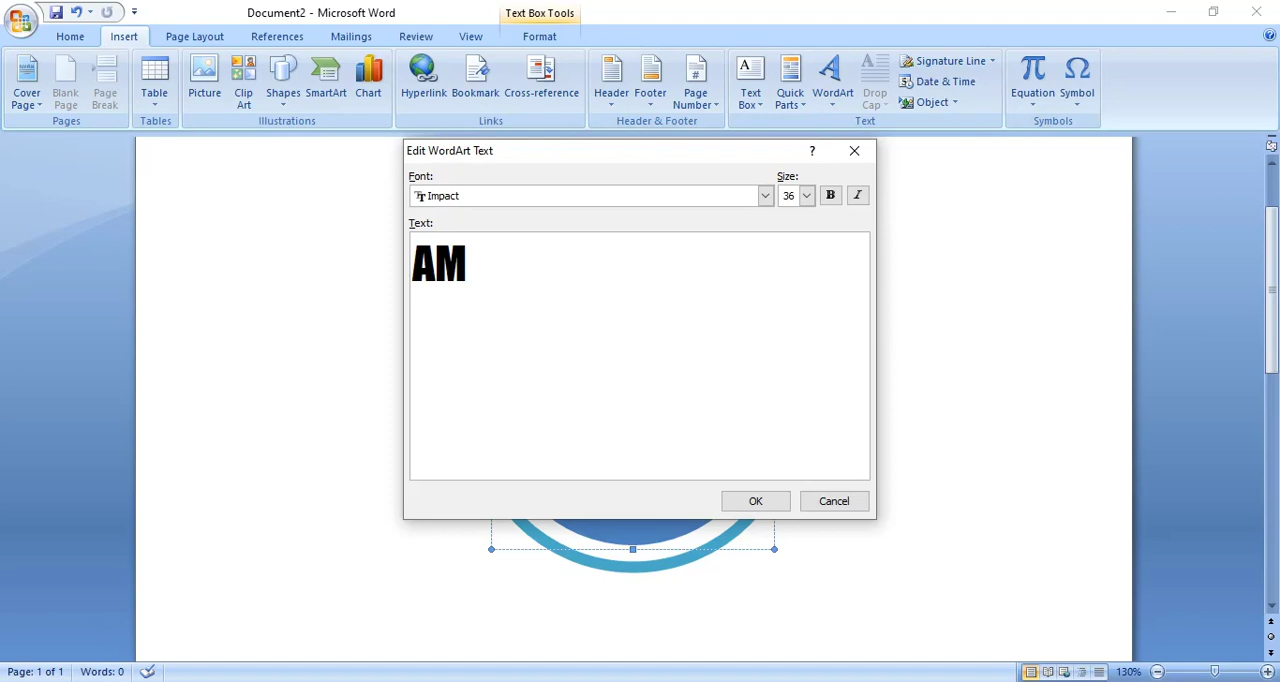 Document2 - Microsoft Word
Text Box Tools
Home Insert Page Layout References Mailings Review View Format
Cover Page
Blank Page
Page Break
Table
Picture
Clip Art
Shapes
SmartArt
Chart
Hyperlink
Bookmark
Cross-reference
Header
Footer
Page Number
Text Box
Quick Parts
WordArt
Drop Cap
Signature Line
Date & Time
Object
Equation
Symbol
Pages Tables Illustrations Links Header & Footer Text Symbols
Edit WordArt Text
Font:
Size:
Impact
36
B
I
Text:
AM
OK
Cancel
Page: 1 of 1
Words: 0
130%